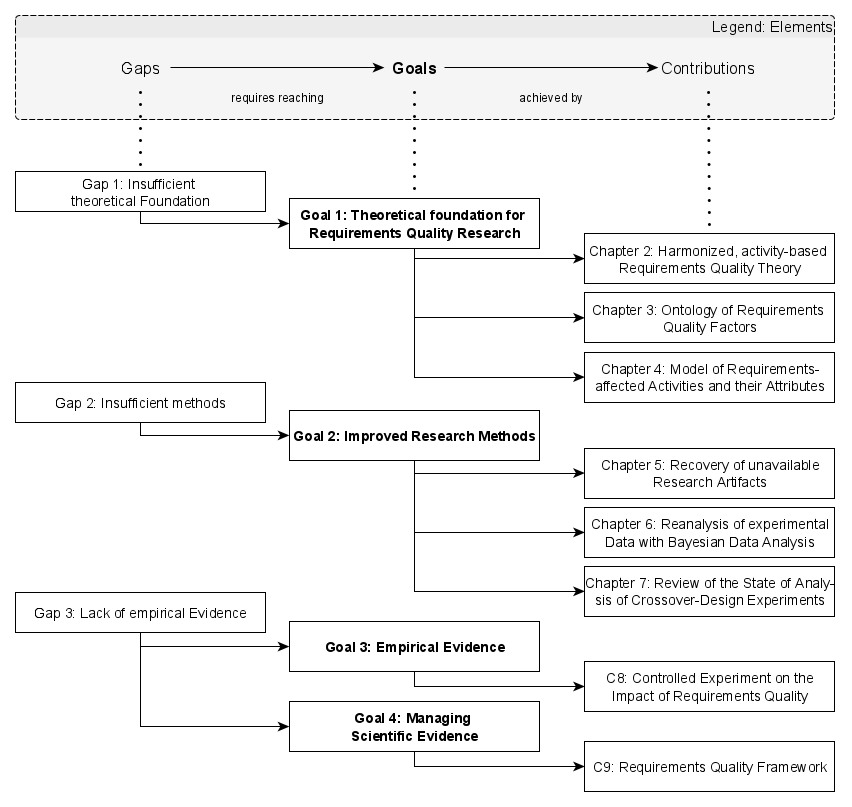 Legend: Elements
Gaps
Goals
Contributions
requires reaching
achieved by
Gap 1: Insufficient
theoretical Foundation
Goal 1: Theoretical foundation for
Requirements Quality Research
Chapter 2: Harmonized, activity-based
Requirements Quality Theory
Chapter 3: Ontology of Requirements
Quality Factors
Chapter 4: Model of Requirements-
affected Activities and their Attributes
Gap 2: Insufficient methods
Goal 2: Improved Research Methods
Chapter 5: Recovery of unavailable
Research Artifacts
Chapter 6: Reanalysis of experimental
Data with Bayesian Data Analysis
Chapter 7: Review of the State of Analy-
sis of Crossover-Design Experiments
Gap 3: Lack of empirical Evidence
Goal 3: Empirical Evidence
C8: Controlled Experiment on the
Impact of Requirements Quality
Goal 4: Managing
Scientific Evidence
C9: Requirements Quality Framework